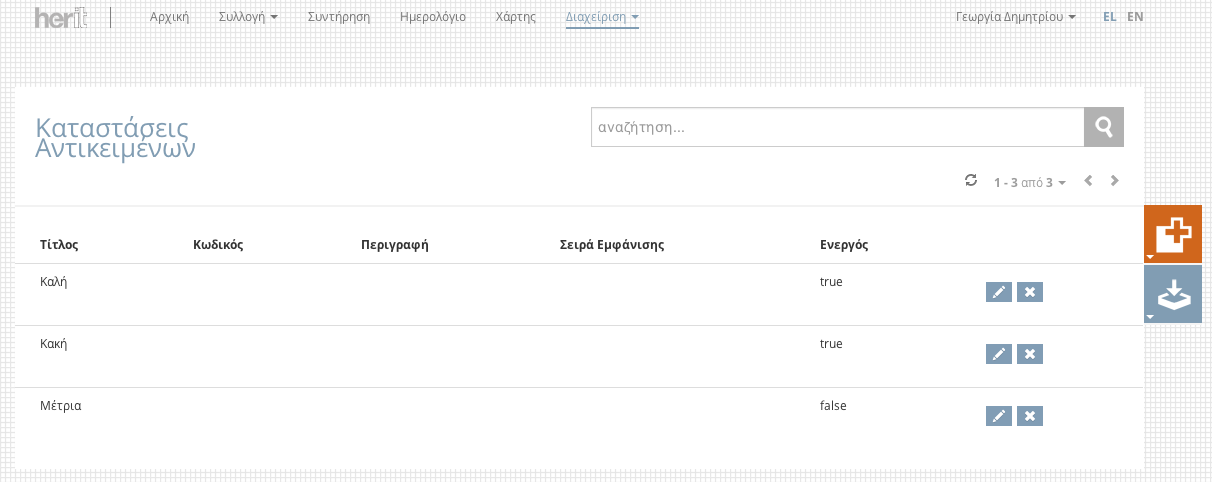 herit Αρχική Συλλογή Συντήρηση Ημερολόγιο Χάρτης Διαχείριση Γεωργία Δημητρίου EL EN
Καταστάσεις
Αντικειμένων
αναζήτηση...
1 - 3 από 3
Τίτλος Κωδικός Περιγραφή Σειρά Εμφάνισης Ενεργός
Καλή true
Κακή true
Μέτρια false